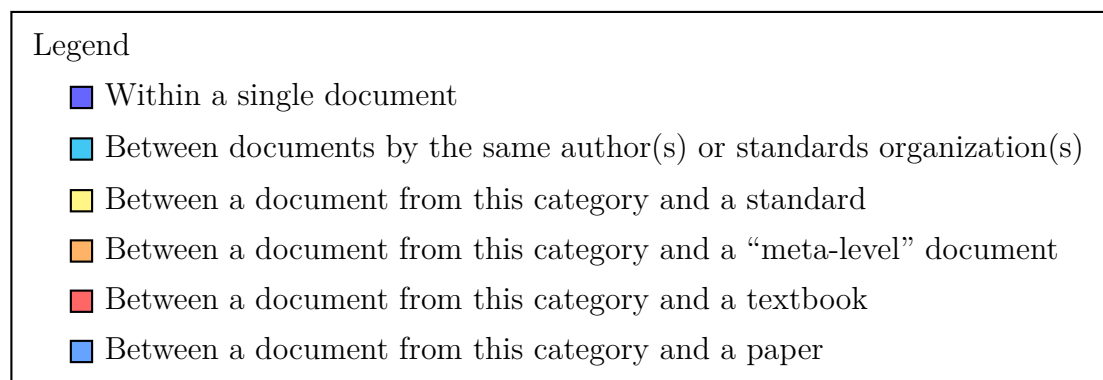 Legend
Within a single document
Between documents by the same author(s) or standards organization(s)
Between a document from this category and a standard
Between a document from this category and a “meta-level” document
Between a document from this category and a textbook
Between a document from this category and a paper